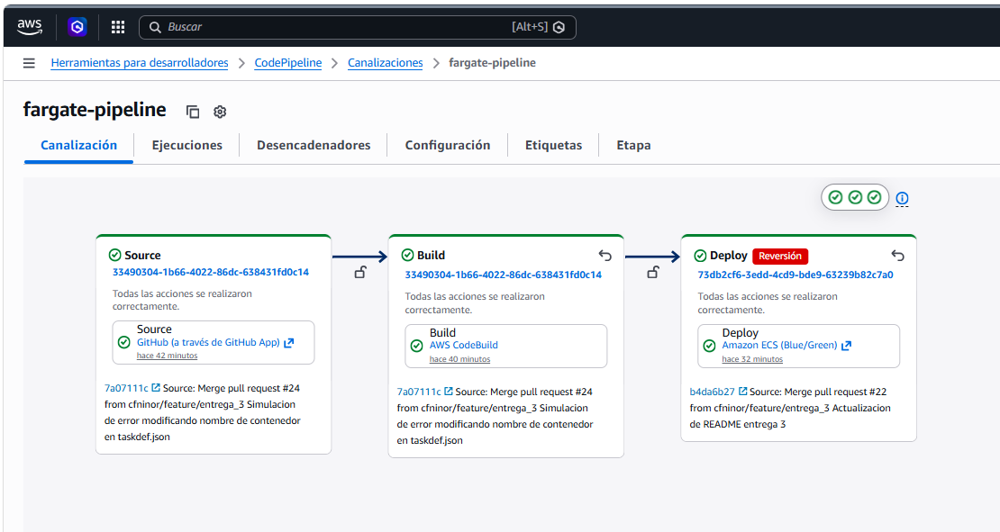 aws
Buscar
[Alt+S]
Herramientas para desarrolladores > CodePipeline > Canalizaciones > fargate-pipeline
fargate-pipeline
Canalización
Ejecuciones
Desencadenadores
Configuración
Etiquetas
Etapa
Source
33490304-1b66-4022-86dc-638431fd0c14
Todas las acciones se realizaron
correctamente.
Source
GitHub (a través de GitHub App)
hace 42 minutos
7a07111c Source: Merge pull request #24
from cfninor/feature/entrega_3 Simulacion
de error modificando nombre de contenedor
en taskdef.json
Build
33490304-1b66-4022-86dc-638431fd0c14
Todas las acciones se realizaron
correctamente.
Build
AWS CodeBuild
hace 40 minutos
7a07111c Source: Merge pull request #24
from cfninor/feature/entrega_3 Simulacion
de error modificando nombre de contenedor
en taskdef.json
Deploy Reversión
73db2cf6-3edd-4cd9-bde9-63239b82c7a0
Todas las acciones se realizaron
correctamente.
Deploy
Amazon ECS (Blue/Green)
hace 32 minutos
b4da6b27 Source: Merge pull request #22
from cfninor/feature/entrega_3 Actualizacion
de README entrega 3